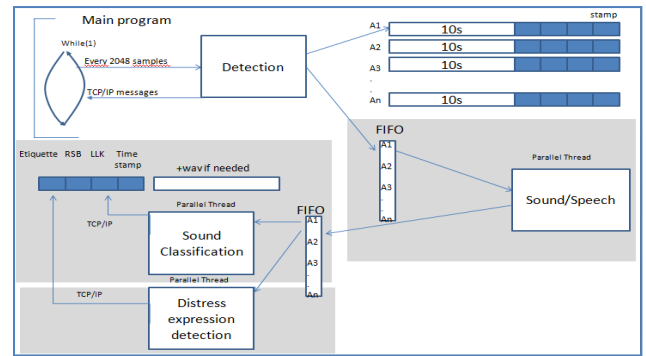 Main program
While(1)
Every 2048 samples
TCP/IP messages
Detection
stamp
A1
10s
A2
10s
A3
10s
.
.
An
10s
FIFO
A1
A2
A3
.
.
An
Parallel Thread
Sound/Speech
Etiquette RSB LLK Time
stamp
+wav if needed
Parallel Thread
TCP/IP
Sound
Classification
FIFO
A1
A2
A3
.
.
An
Parallel Thread
TCP/IP
Distress
expression
detection